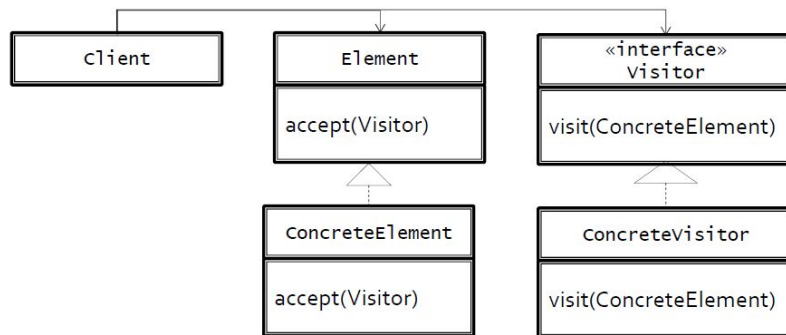 Client
Element
accept(Visitor)
«interface»
Visitor
visit(ConcreteElement)
ConcreteElement
accept(Visitor)
ConcreteVisitor
visit(ConcreteElement)